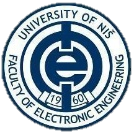 UNIVERSITY OF NIŠ
FACULTY OF ELECTRONIC ENGINEERING
1960